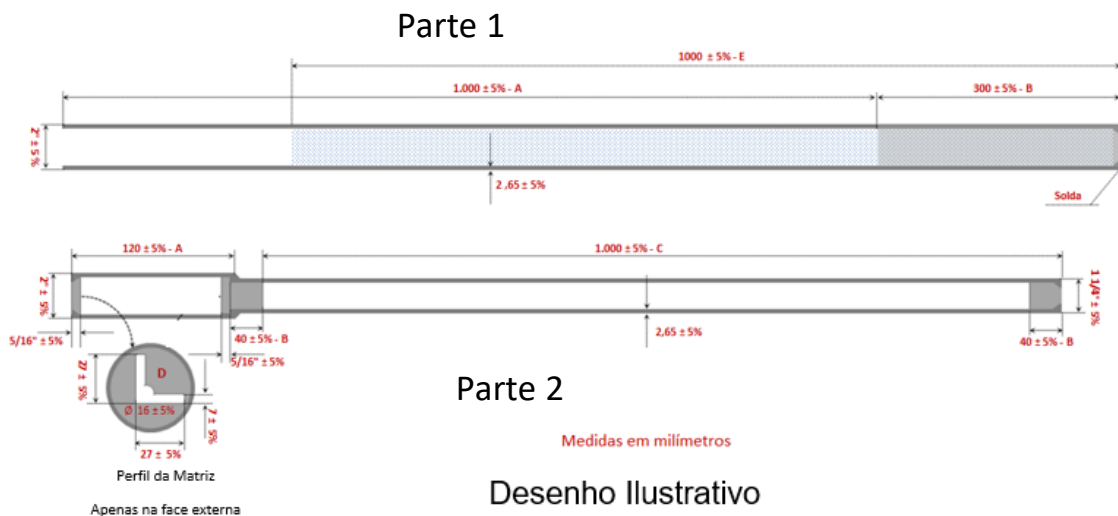 Parte 1
1000 ± 5% - E
1.000 ± 5% - A
300 ± 5% - B
2" ± 5%
2,65 ± 5%
Solda
120 ± 5% - A
1.000 ± 5% - C
2" ± 5%
1 1/4" ± 5%
5/16" ± 5%
40 ± 5% - B
2,65 ± 5%
40 ± 5% - B
5/16" ± 5%
27 ± 5%
D
Ø 16 ± 5%
7 ± 5%
27 ± 5%
Parte 2
Medidas em milímetros
Perfil da Matriz
Desenho Ilustrativo
Apenas na face externa